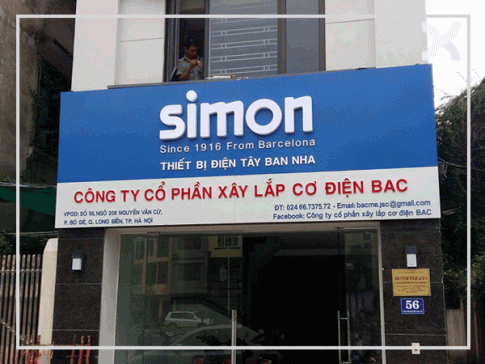 simon
Since 1916 From Barcelona
THIẾT BỊ ĐIỆN TÂY BAN NHA
CÔNG TY CỔ PHẦN XÂY LẮP CƠ ĐIỆN BAC
VPGD: SỐ 56, NGÕ 298 NGUYỄN VĂN CỪ,
P. BỒ ĐỀ, Q. LONG BIÊN, TP. HÀ NỘI
ĐT: 024 66.7375.72 - Email: bacme.jsc@gmail.com
Facebook: Công ty cổ phần xây lắp cơ điện BAC
56